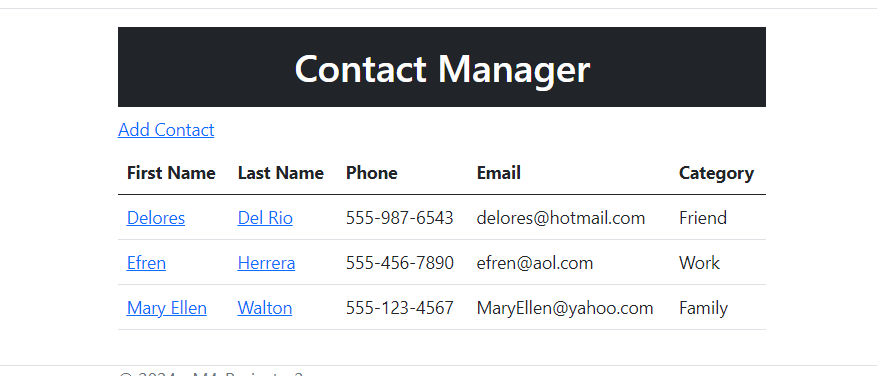 Contact Manager
Add Contact
First Name Last Name Phone Email Category
Delores Del Rio 555-987-6543 delores@hotmail.com Friend
Efren Herrera 555-456-7890 efren@aol.com Work
Mary Ellen Walton 555-123-4567 MaryEllen@yahoo.com Family
© 2024